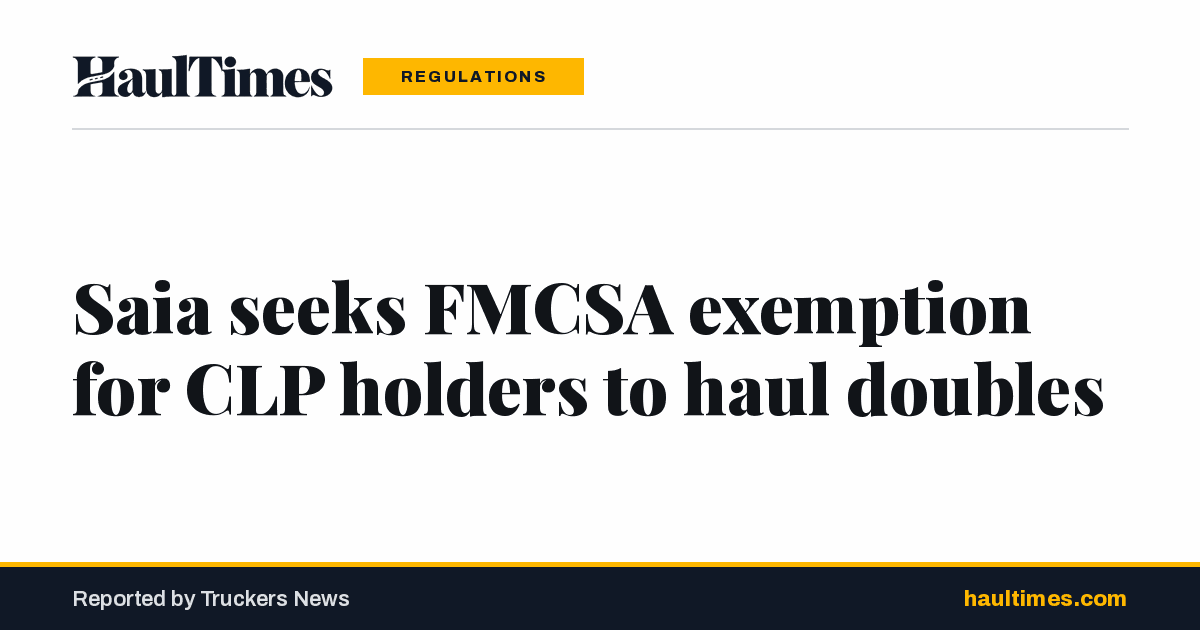 HaulTimes
REGULATIONS
Saia seeks FMCSA exemption
for CLP holders to haul doubles
Reported by Truckers News
haultimes.com